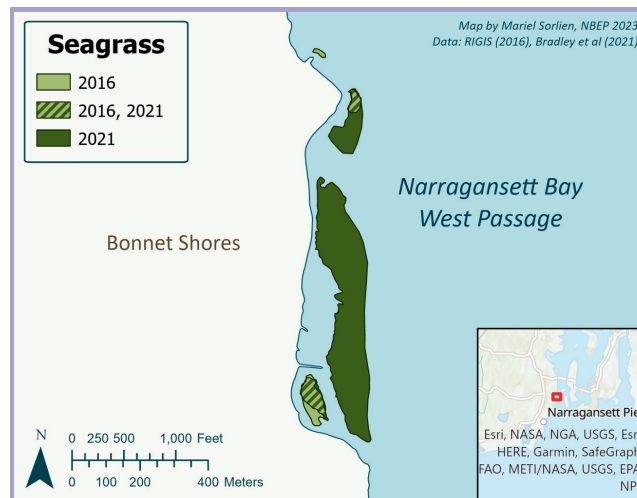 Map by Mariel Sorlien, NBEP 2023
Data: RIGIS (2016), Bradley et al (2021)
Seagrass
2016
2016, 2021
2021
Narragansett Bay
West Passage
Bonnet Shores
N
0 250 500 1,000 Feet
0 100 200 400 Meters
Narragansett Pie
Esri, NASA, NGA, USGS, Esr
HERE, Garmin, SafeGraph
FAO, METI/NASA, USGS, EPA
NP